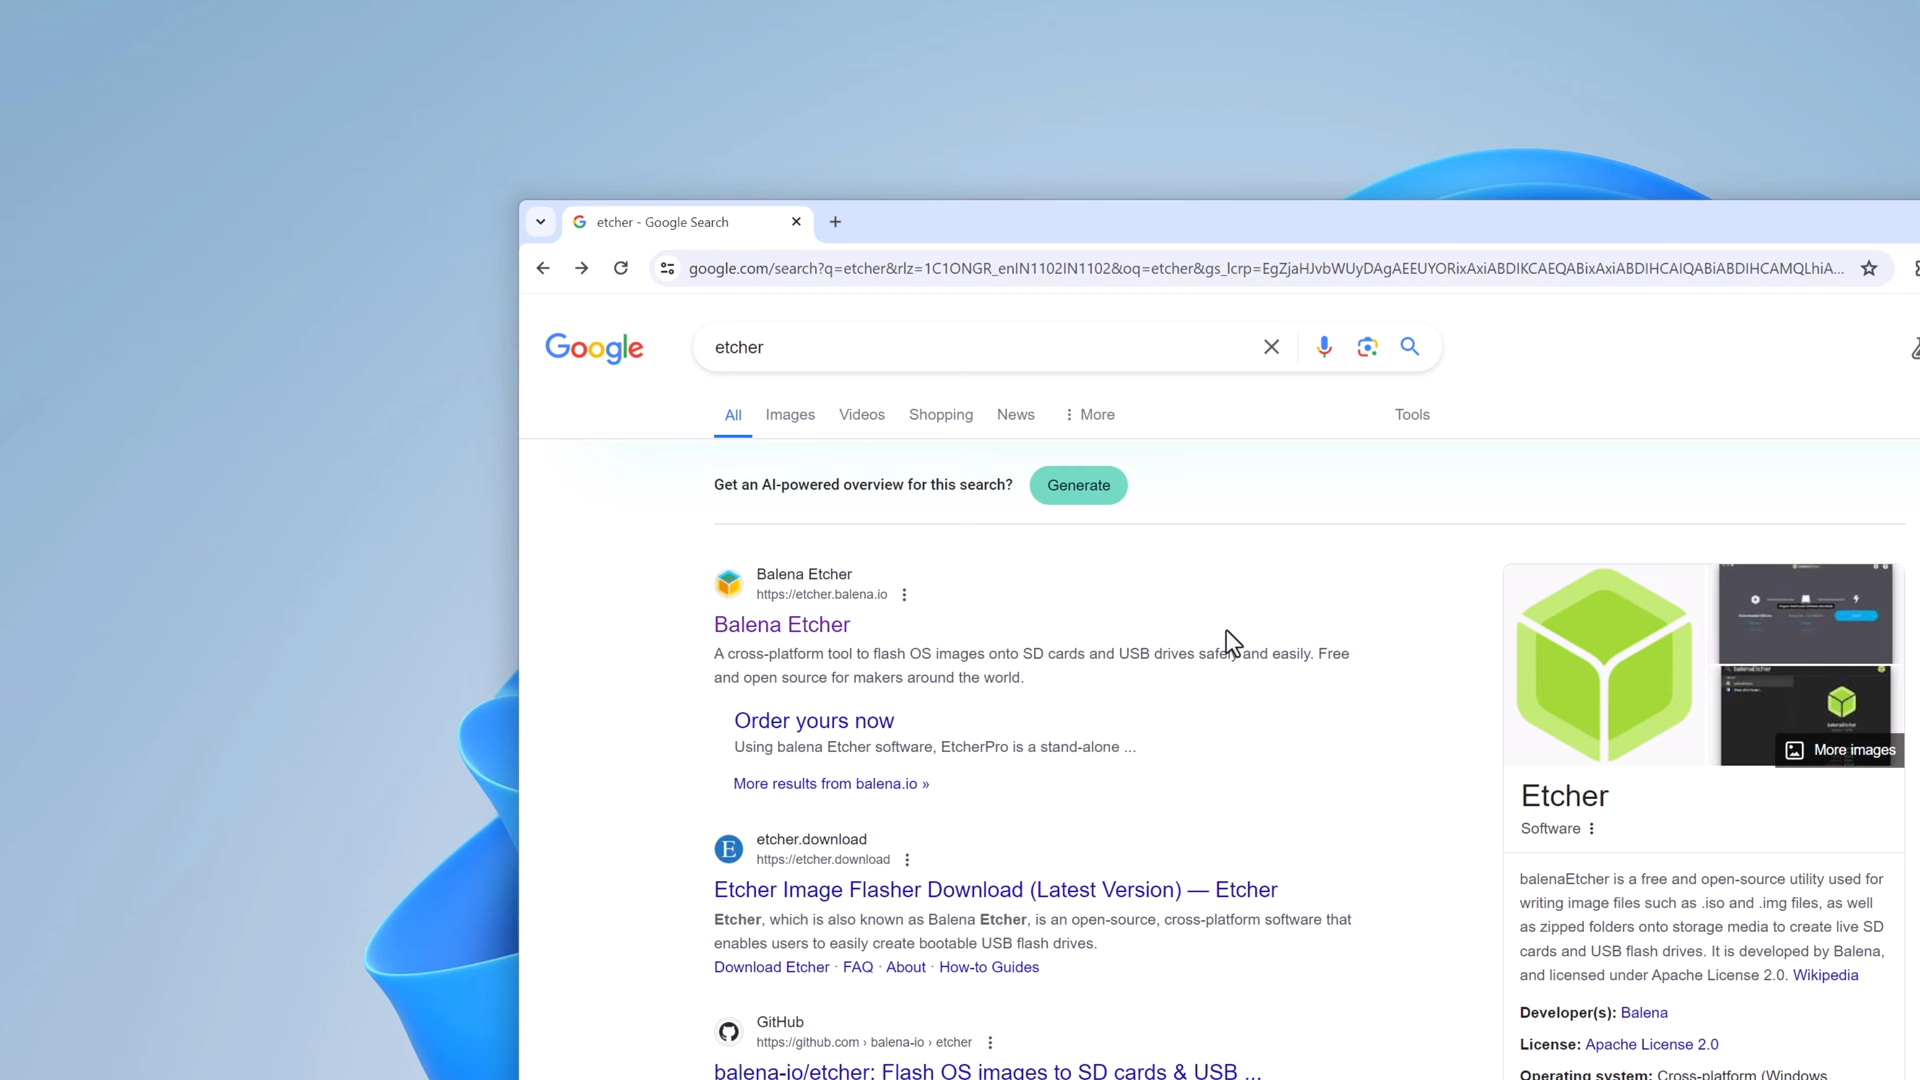 etcher - Google Search
google.com/search?q=etcher&rlz=1C1ONGR_enIN1102IN1102&oq=etcher&gs_lcrp=EgZjaHJvbWUyDAgAEEUYORixAxiABDIKCAEQABixAxiABDIHCAIQABiABDIHCAMQLhiA...
Google
etcher
All Images Videos Shopping News More Tools
Get an AI-powered overview for this search? Generate
Balena Etcher
https://etcher.balena.io
Balena Etcher
A cross-platform tool to flash OS images onto SD cards and USB drives safely and easily. Free
and open source for makers around the world.
Order yours now
Using balena Etcher software, EtcherPro is a stand-alone ...
More results from balena.io »
E
etcher.download
https://etcher.download
Etcher Image Flasher Download (Latest Version) — Etcher
Etcher, which is also known as Balena Etcher, is an open-source, cross-platform software that
enables users to easily create bootable USB flash drives.
Download Etcher · FAQ · About · How-to Guides
GitHub
https://github.com › balena-io › etcher
balena-io/etcher: Flash OS images to SD cards & USB ...
More images
Etcher
Software
balenaEtcher is a free and open-source utility used for
writing image files such as .iso and .img files, as well
as zipped folders onto storage media to create live SD
cards and USB flash drives. It is developed by Balena,
and licensed under Apache License 2.0. Wikipedia
Developer(s): Balena
License: Apache License 2.0
Operating system: Cross-platform (Windows,